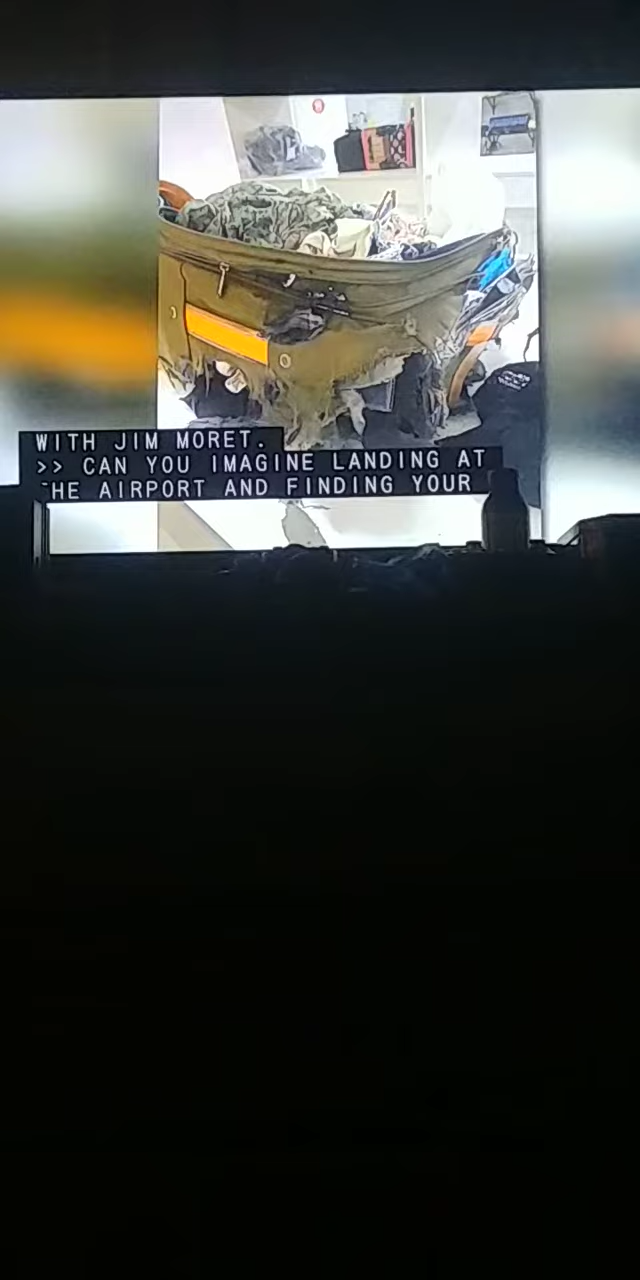 WITH JIM MORET.
>> CAN YOU IMAGINE LANDING AT
THE AIRPORT AND FINDING YOUR